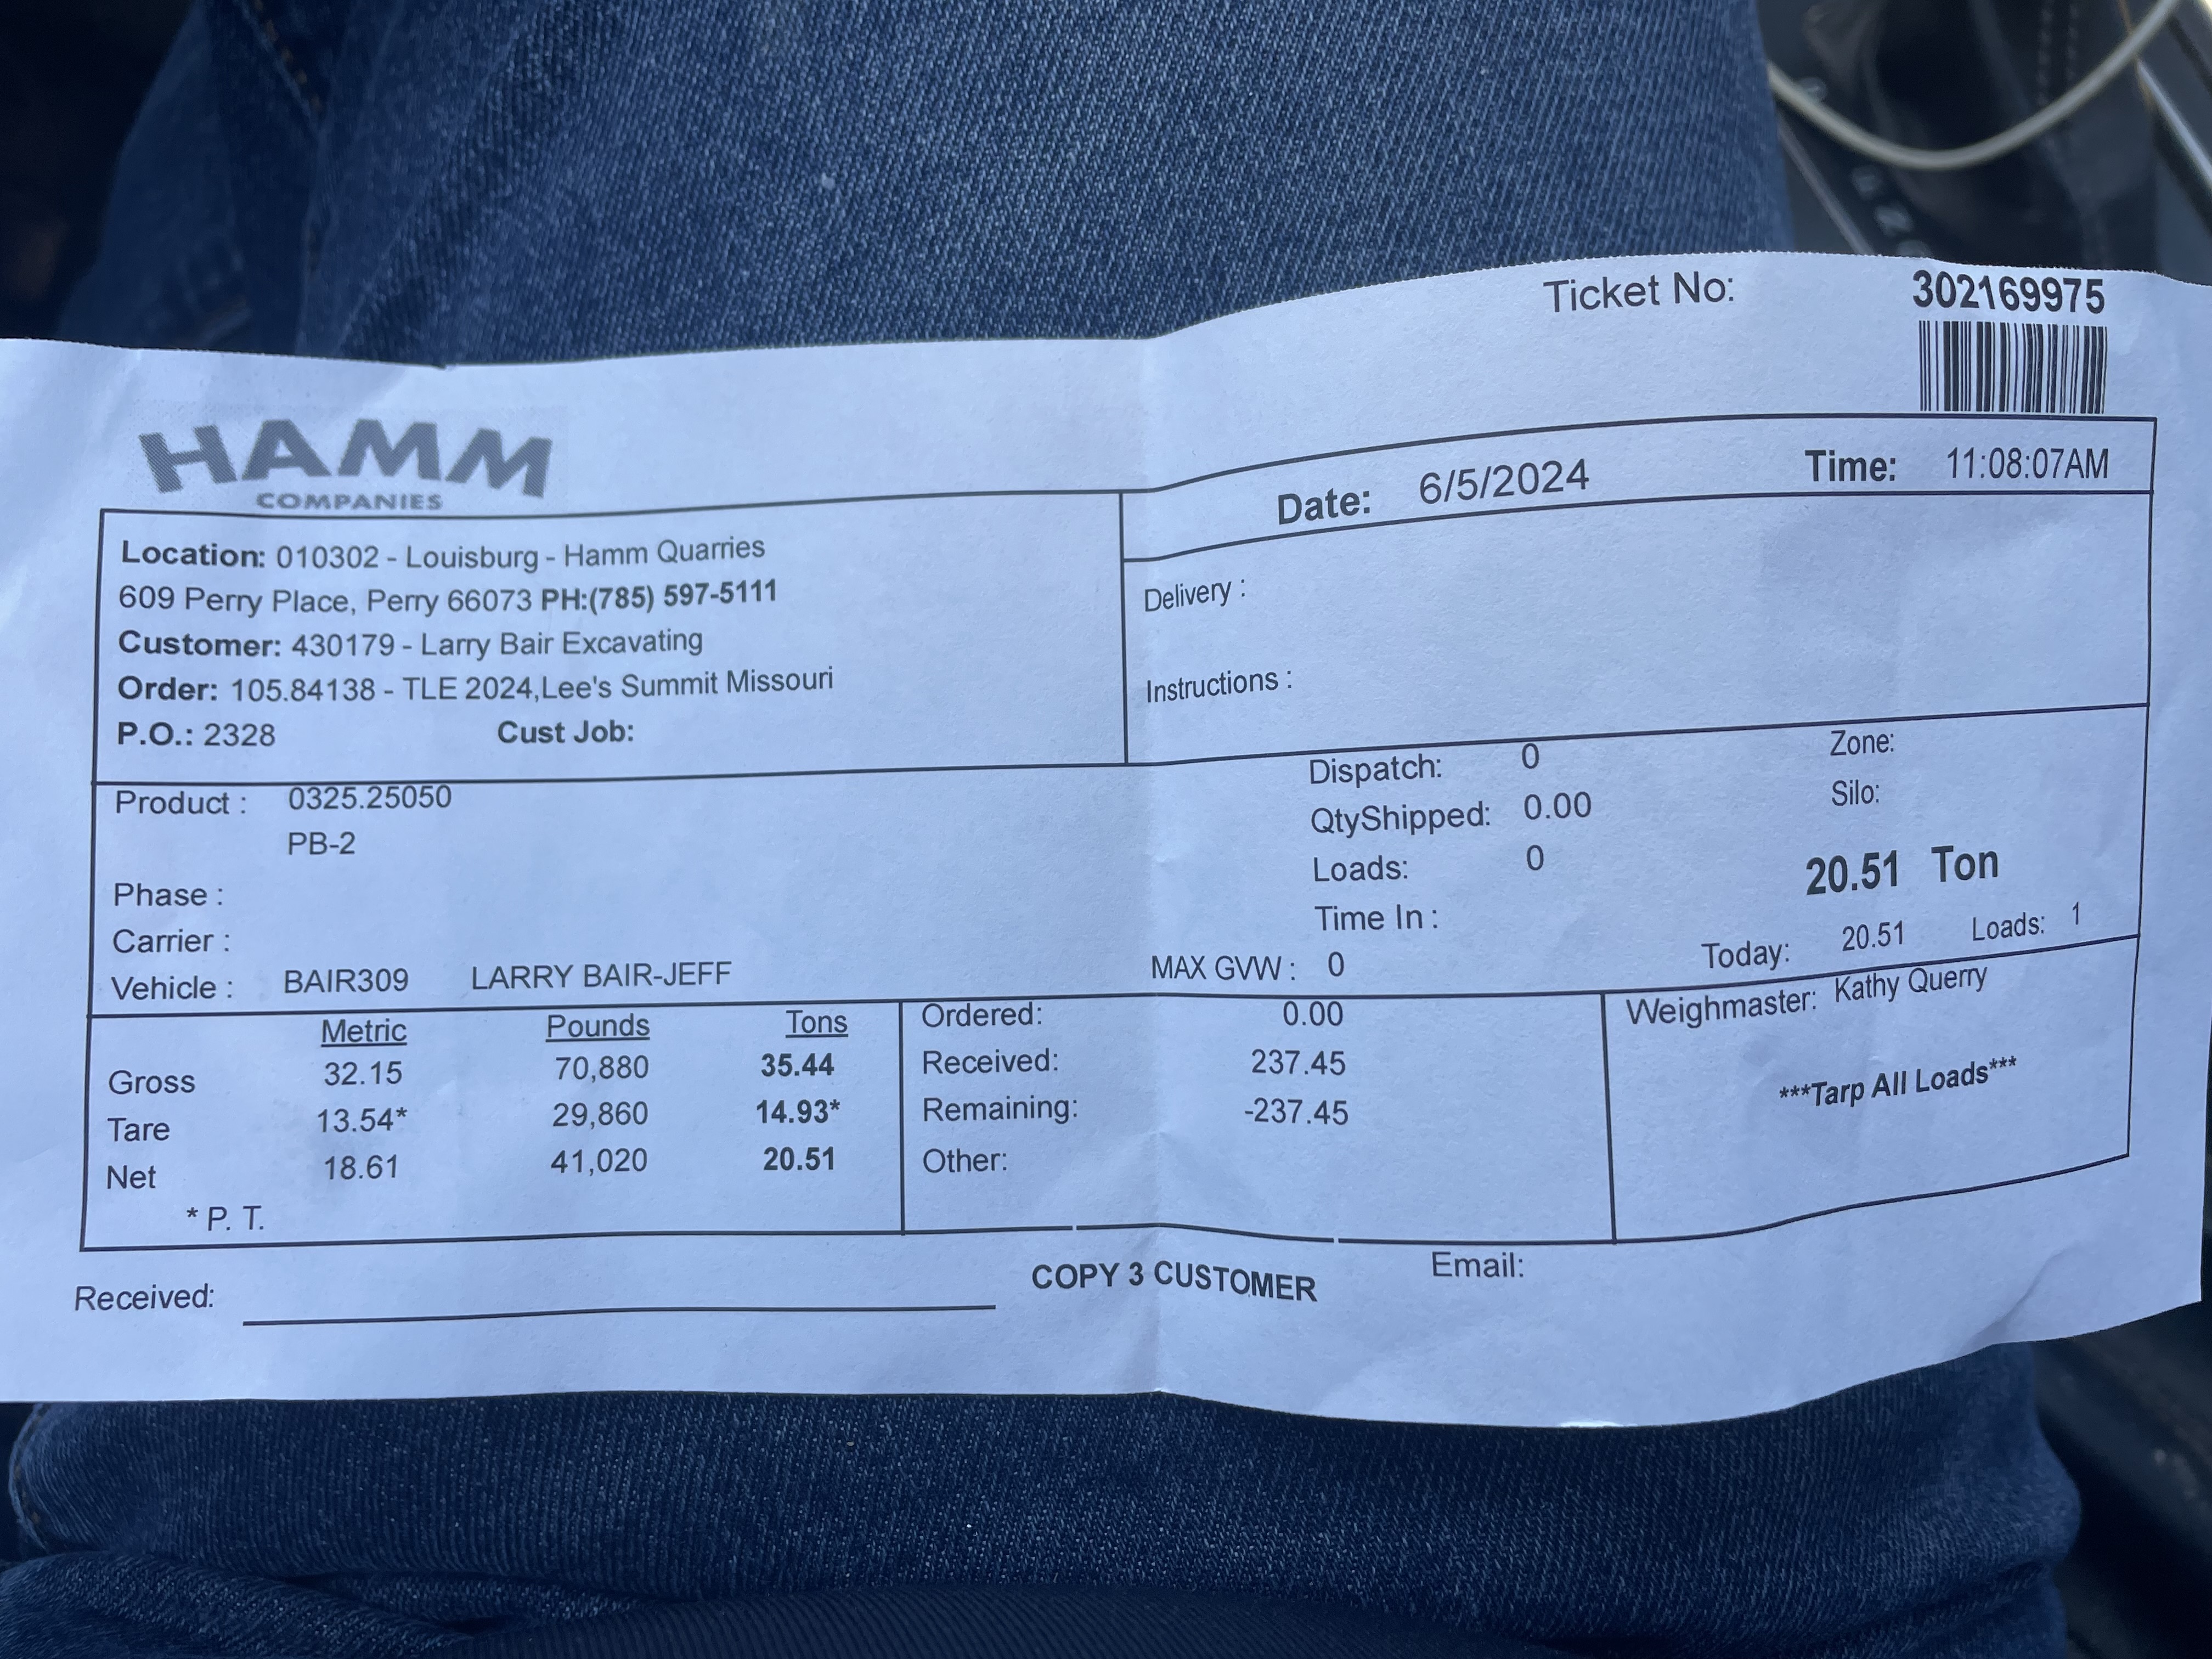 Ticket No: 302169975
HAMM
COMPANIES
Date: 6/5/2024 Time: 11:08:07AM
Location: 010302 - Louisburg - Hamm Quarries
609 Perry Place, Perry 66073 PH:(785) 597-5111
Customer: 430179 - Larry Bair Excavating
Order: 105.84138 - TLE 2024,Lee's Summit Missouri
P.O.: 2328 Cust Job:
Delivery :
Instructions :
Product : 0325.25050
PB-2
Phase :
Carrier :
Vehicle : BAIR309 LARRY BAIR-JEFF
Dispatch: 0 Zone:
QtyShipped: 0.00 Silo:
Loads: 0 20.51 Ton
Time In :
MAX GVW : 0 Today: 20.51 Loads: 1
Metric Pounds Tons
Gross 32.15 70,880 35.44
Tare 13.54* 29,860 14.93*
Net 18.61 41,020 20.51
* P. T.
Ordered: 0.00
Received: 237.45
Remaining: -237.45
Other:
Weighmaster: Kathy Querry
***Tarp All Loads***
Received: COPY 3 CUSTOMER Email: